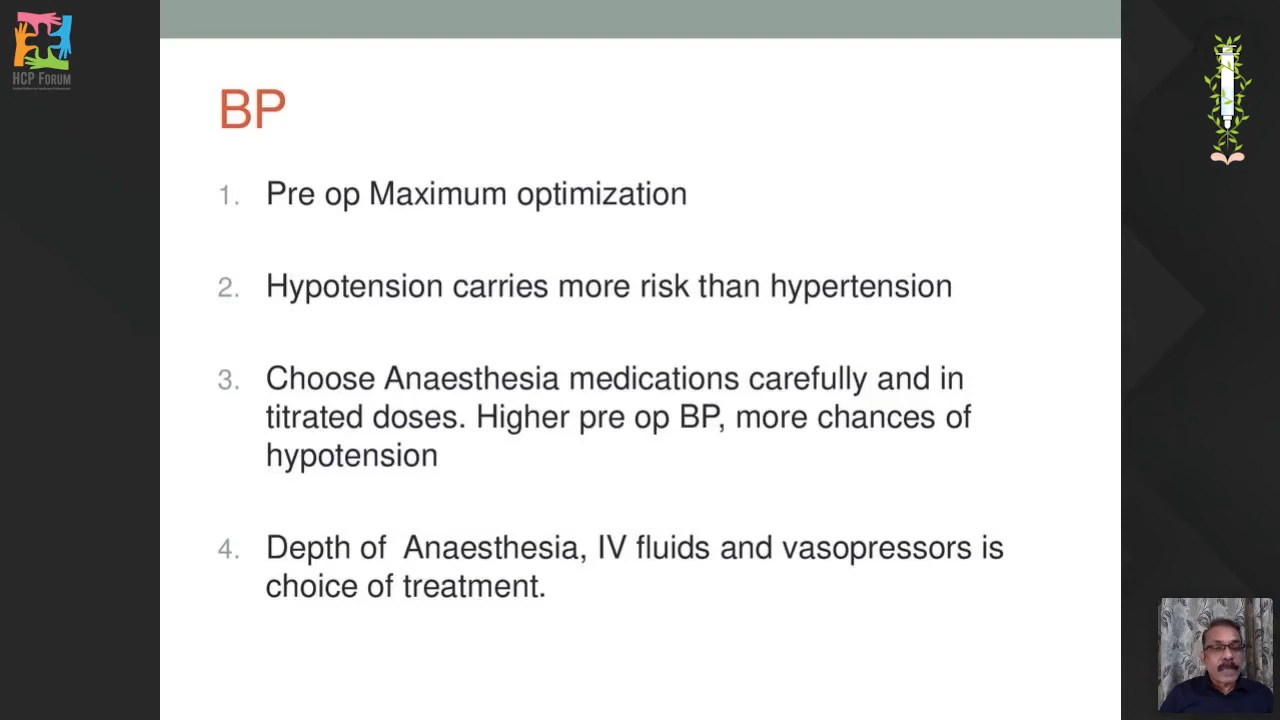 HCP FORUM
BP
1. Pre op Maximum optimization
2. Hypotension carries more risk than hypertension
3. Choose Anaesthesia medications carefully and in
titrated doses. Higher pre op BP, more chances of
hypotension
4. Depth of  Anaesthesia, IV fluids and vasopressors is
choice of treatment.